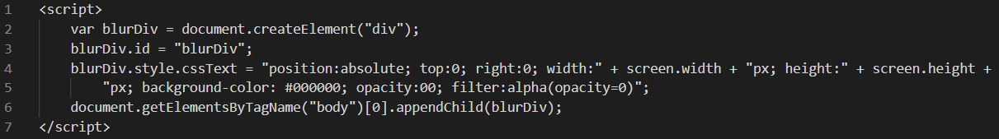 1 <script>
2 var blurDiv = document.createElement("div");
3 blurDiv.id = "blurDiv";
4 blurDiv.style.cssText = "position:absolute; top:0; right:0; width:" + screen.width + "px; height:" + screen.height +
5 "px; background-color: #000000; opacity:00; filter:alpha(opacity=0)";
6 document.getElementsByTagName("body")[0].appendChild(blurDiv);
7 </script>